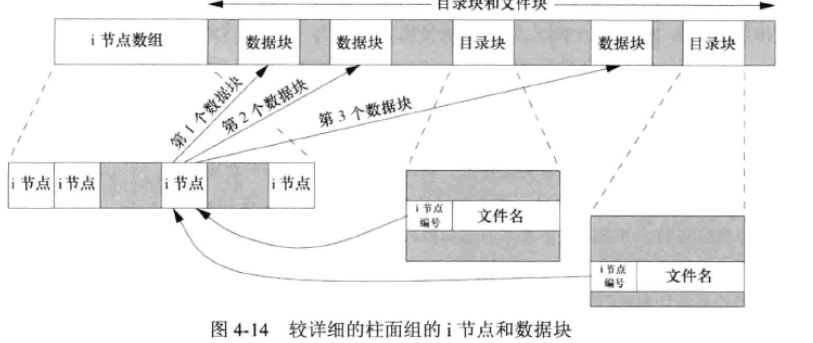 目录块和文件块
i 节点数组 数据块 数据块 目录块 数据块 目录块
第 1 个数据块
第 2 个数据块
第 3 个数据块
i 节点 i 节点 i 节点 i 节点
i 节点 编号 文件名
i 节点 编号 文件名
图 4-14 较详细的柱面组的 i 节点和数据块